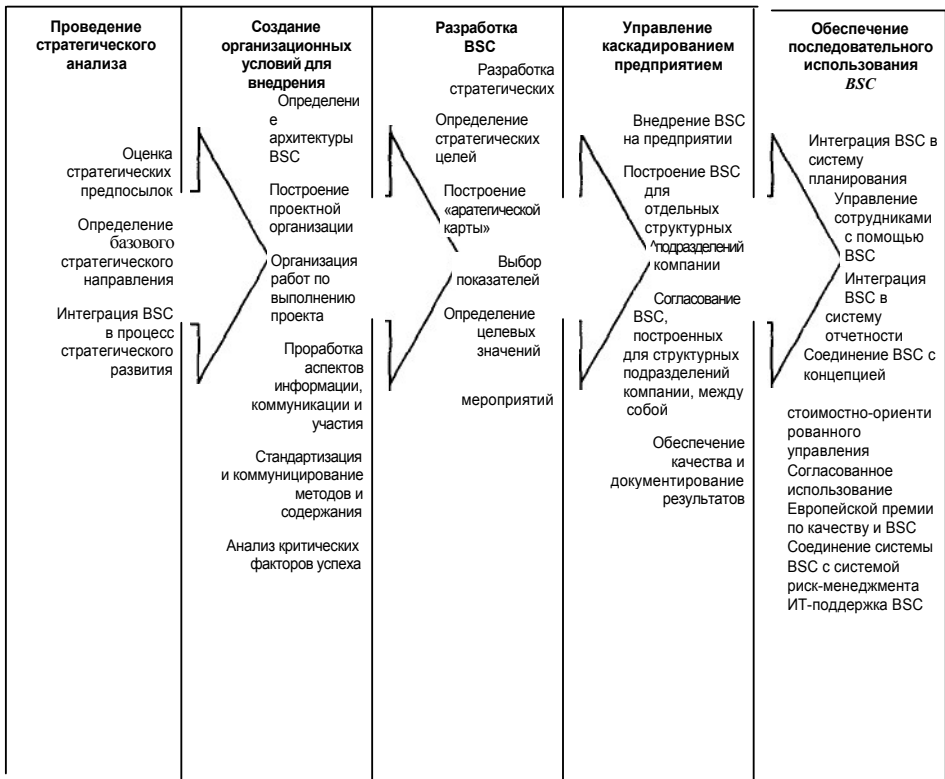 Проведение
стратегического
анализа
Оценка
стратегических
предпосылок
Определение
базового
стратегического
направления
Интеграция BSC
в процесс
стратегического
развития
Создание
организационных
условий для
внедрения
Определени
е
архитектуры
BSC
Построение
проектной
организации
Организация
работ по
выполнению
проекта
Проработка
аспектов
информации,
коммуникации и
участия
Стандартизация
и коммуницирование
методов и
содержания
Анализ критических
факторов успеха
Разработка
BSC
Разработка
стратегических
Определение
стратегических
целей
Построение
«аратегической
карты»
Выбор
показателей
Определение
целевых
значений
мероприятий
Управление
каскадированием
предприятием
Внедрение BSC
на предприятии
Построение BSC
для
отдельных
структурных
^подразделений
компании
Согласование
BSC,
построенных
для структурных
подразделений
компании, между
собой
Обеспечение
качества и
документирование
результатов
Обеспечение
последовательного
использования
BSC
Интеграция BSC в
систему
планирования
Управление
сотрудниками
с помощью
BSC
Интеграция
BSC в
систему
отчетности
Соединение BSC с
концепцией
стоимостно-ориенти
рованного
управления
Согласованное
использование
Европейской премии
по качеству и BSC
Соединение системы
BSC с системой
риск-менеджмента
ИТ-поддержка BSC